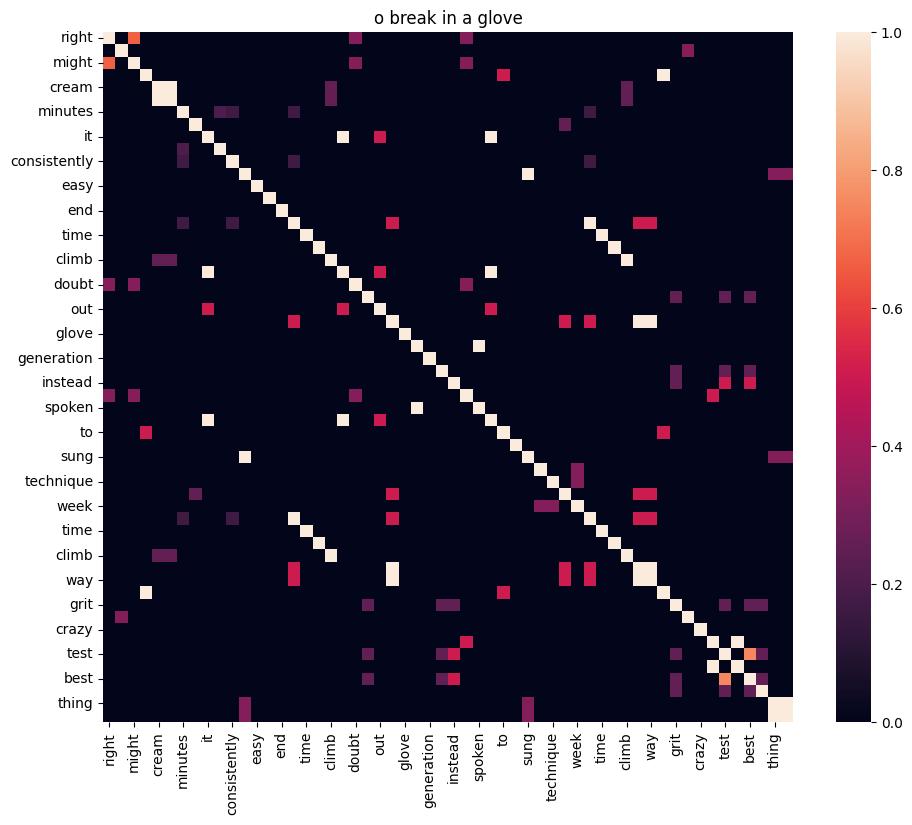 o break in a glove
right
might
cream
minutes
it
consistently
easy
end
time
climb
doubt
out
glove
generation
instead
spoken
to
sung
technique
week
time
climb
way
grit
crazy
test
best
thing
right
might
cream
minutes
it
consistently
easy
end
time
climb
doubt
out
glove
generation
instead
spoken
to
sung
technique
week
time
climb
way
grit
crazy
test
best
thing
1.0
0.8
0.6
0.4
0.2
0.0